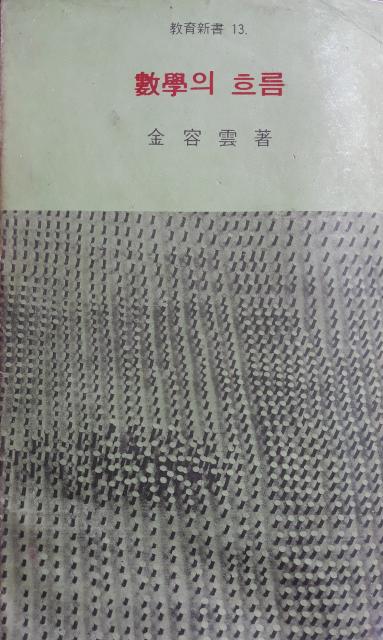 教育新書 13.
數學의 흐름
金容雲著